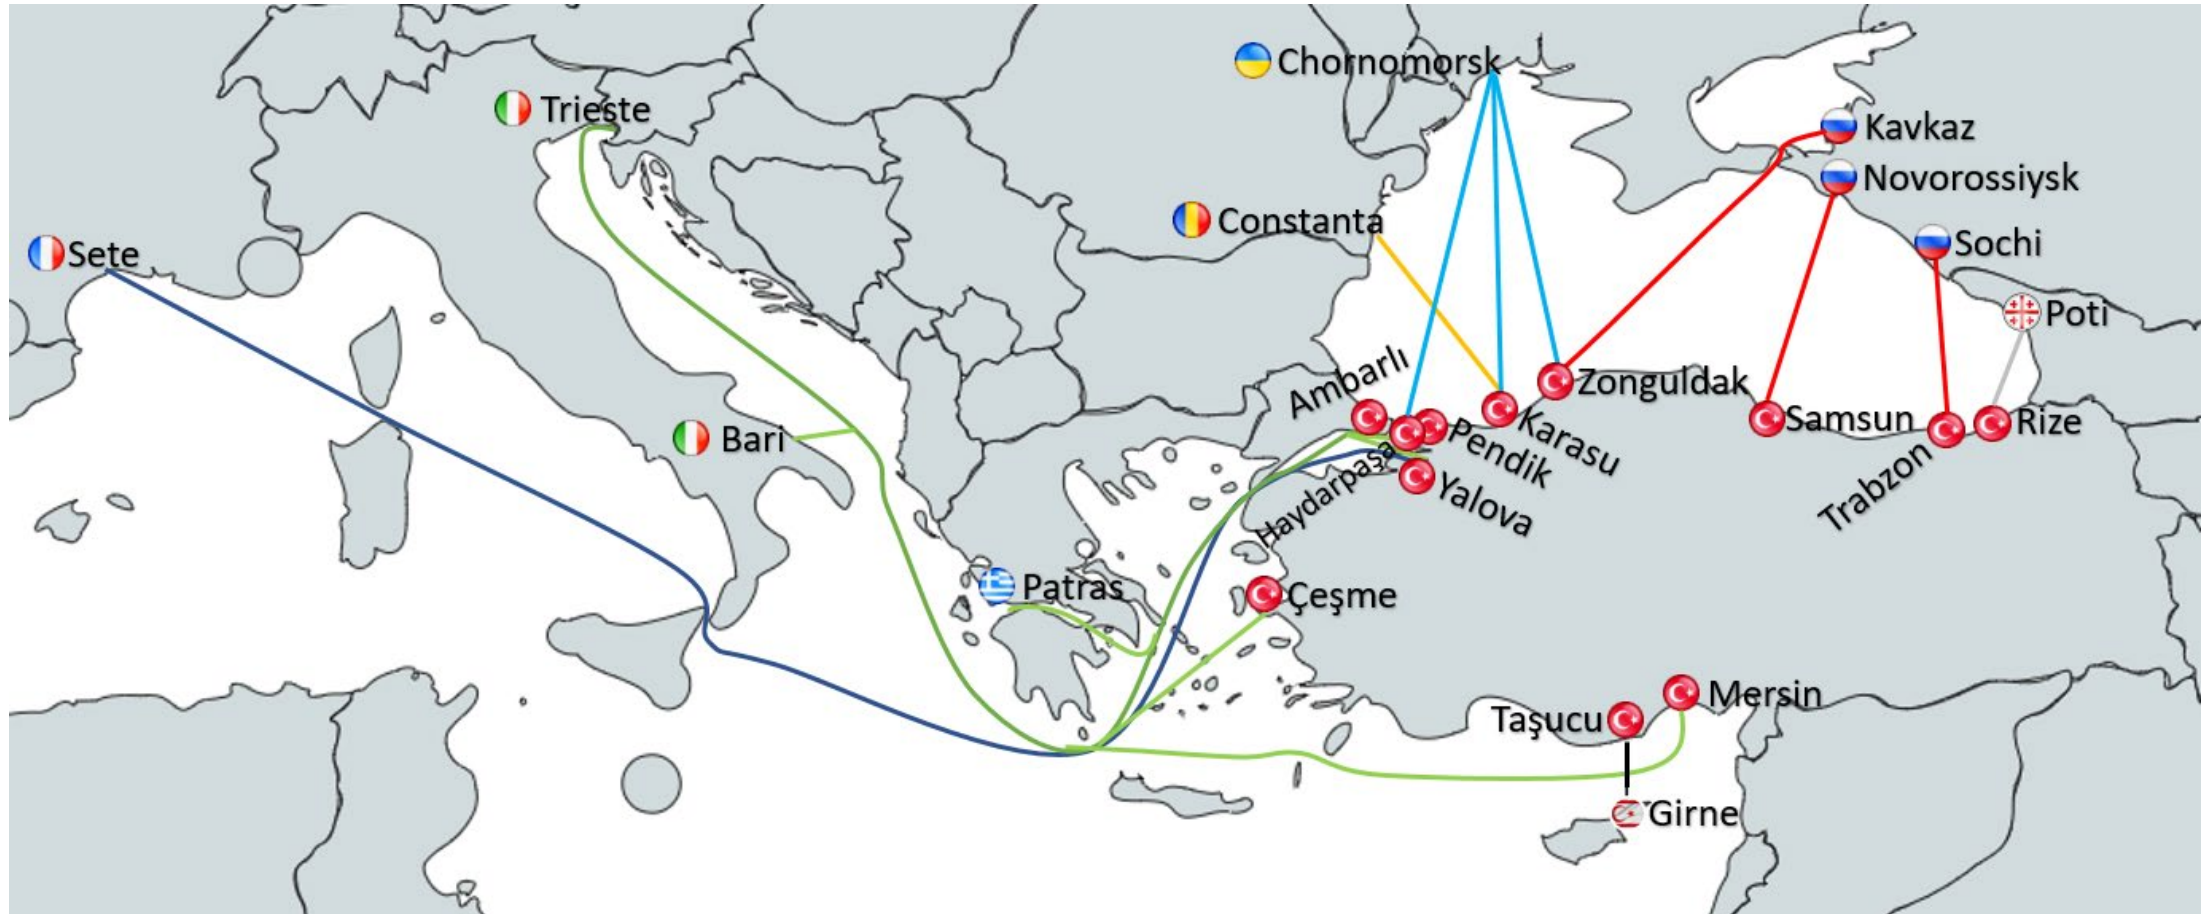 Chornomorsk
Trieste
Kavkaz
Novorossiysk
Constanta
Sochi
Sete
Poti
Ambarlı
Zonguldak
Bari
Haydarpaşa
Pendik
Karasu
Samsun
Rize
Trabzon
Yalova
Patras
Çeşme
Mersin
Taşucu
Girne